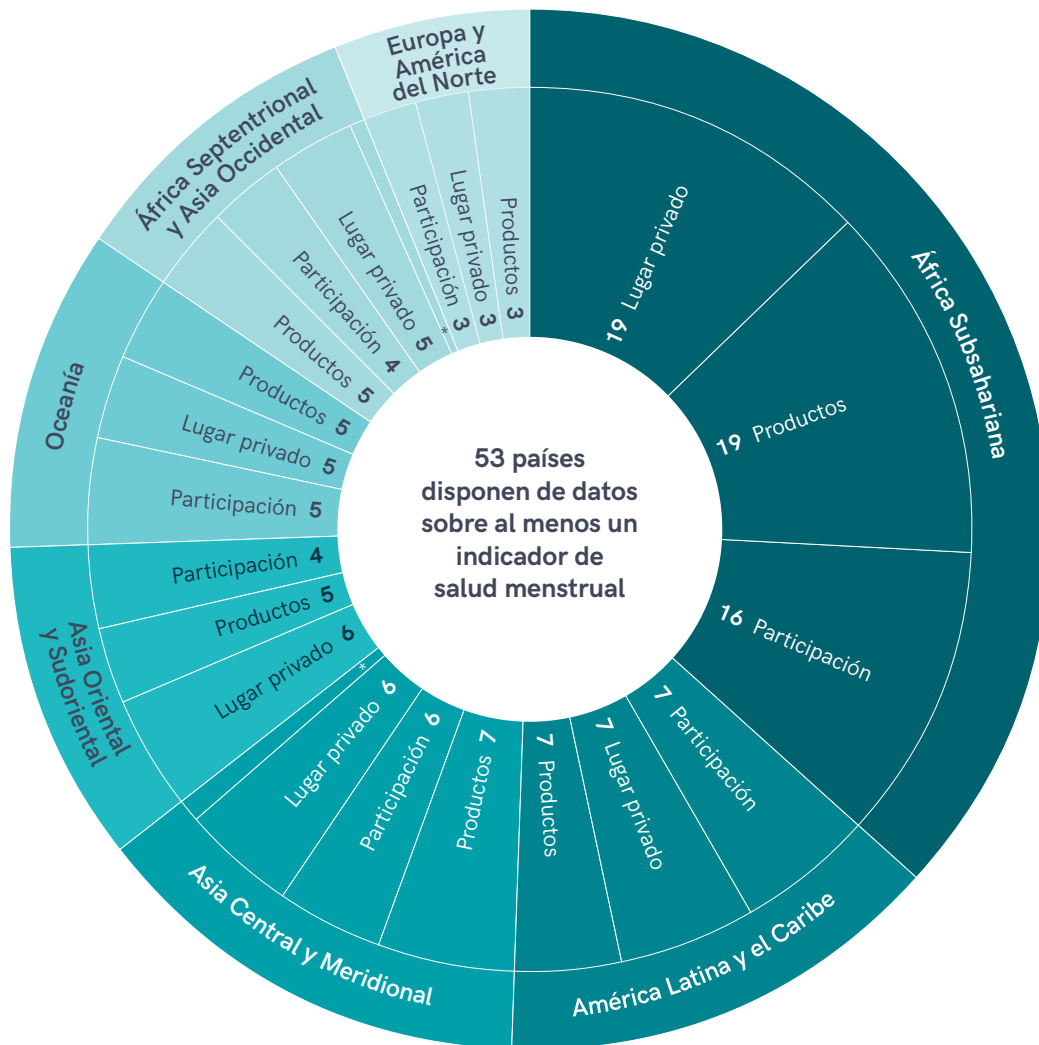 53 países
disponen de datos
sobre al menos un
indicador de
salud menstrual
África Subsahariana
19 Lugar privado
19 Productos
16 Participación
América Latina y el Caribe
7 Participación
7 Lugar privado
7 Productos
Asia Central y Meridional
7 Productos
6 Participación
6 Lugar privado
*
Asia Oriental
y Sudoriental
Lugar privado 6
Productos 5
Participación 4
Oceanía
Participación 5
Lugar privado 5
Productos 5
África Septentrional
y Asia Occidental
Productos 5
Participación 4
Lugar privado 5
*
Europa y
América
del Norte
Participación 3
Lugar privado 3
Productos 3